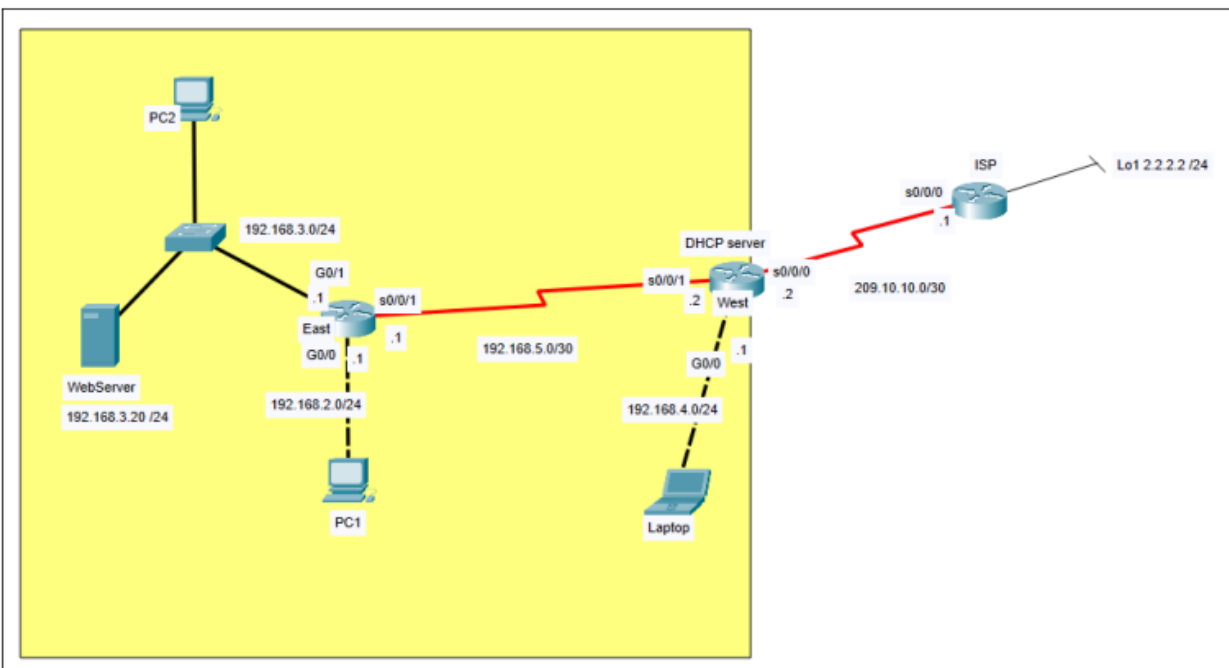 PC2
192.168.3.0/24
G0/1
.1
East
G0/0
.1
s0/0/1
.1
WebServer
192.168.3.20 /24
192.168.2.0/24
PC1
192.168.5.0/30
DHCP server
s0/0/1
.2
West
s0/0/0
.2
G0/0
.1
192.168.4.0/24
Laptop
209.10.10.0/30
ISP
s0/0/0
.1
Lo1 2.2.2.2 /24